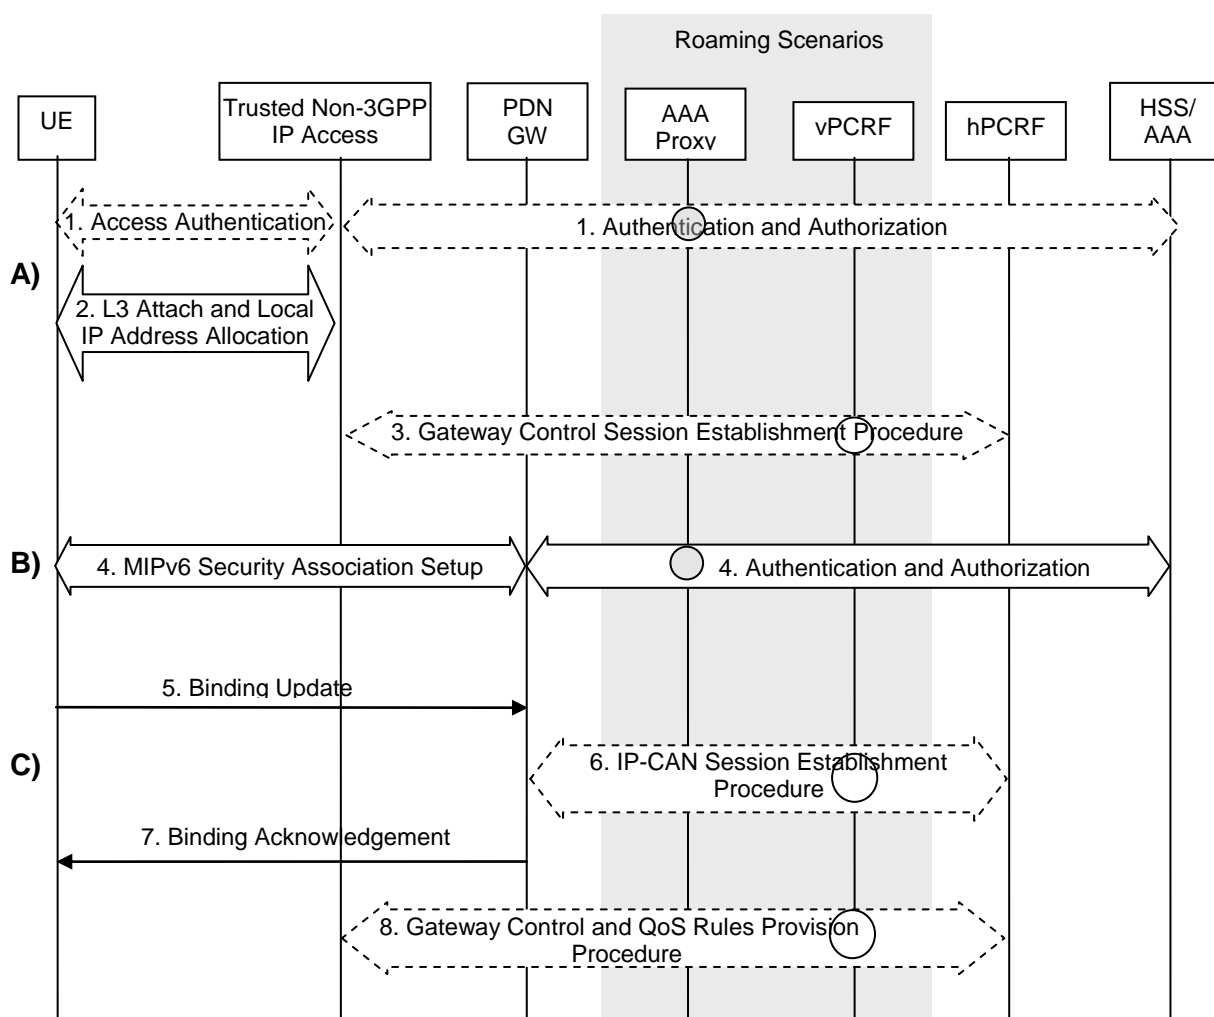 Roaming Scenarios
UE
Trusted Non-3GPP
IP Access
PDN
GW
AAA
Proxy
vPCRF
hPCRF
HSS/
AAA
1. Access Authentication
1. Authentication and Authorization
A)
2. L3 Attach and Local
IP Address Allocation
3. Gateway Control Session Establishment Procedure
B)
4. MIPv6 Security Association Setup
4. Authentication and Authorization
5. Binding Update
C)
6. IP-CAN Session Establishment
Procedure
7. Binding Acknowledgement
8. Gateway Control and QoS Rules Provision
Procedure